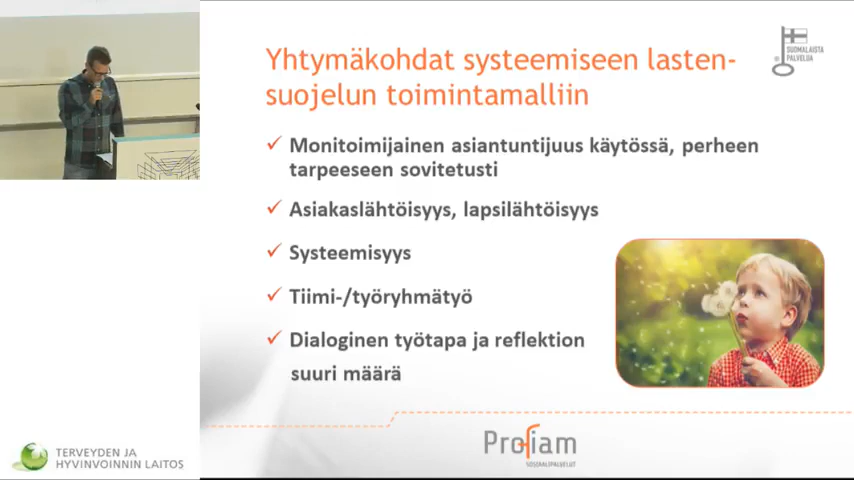 Yhtymäkohdat systeemiseen lasten-
suojelun toimintamalliin
SUOMALAISTA
PALVELUA
✓ Monitoimijainen asiantuntijuus käytössä, perheen
tarpeeseen sovitetusti
✓ Asiakaslähtöisyys, lapsilähtöisyys
✓ Systeemisyys
✓ Tiimi-/työryhmätyö
✓ Dialoginen työtapa ja reflektion
suuri määrä
Profiam
SOSIAALIPALVELUT
TERVEYDEN JA
HYVINVOINNIN LAITOS